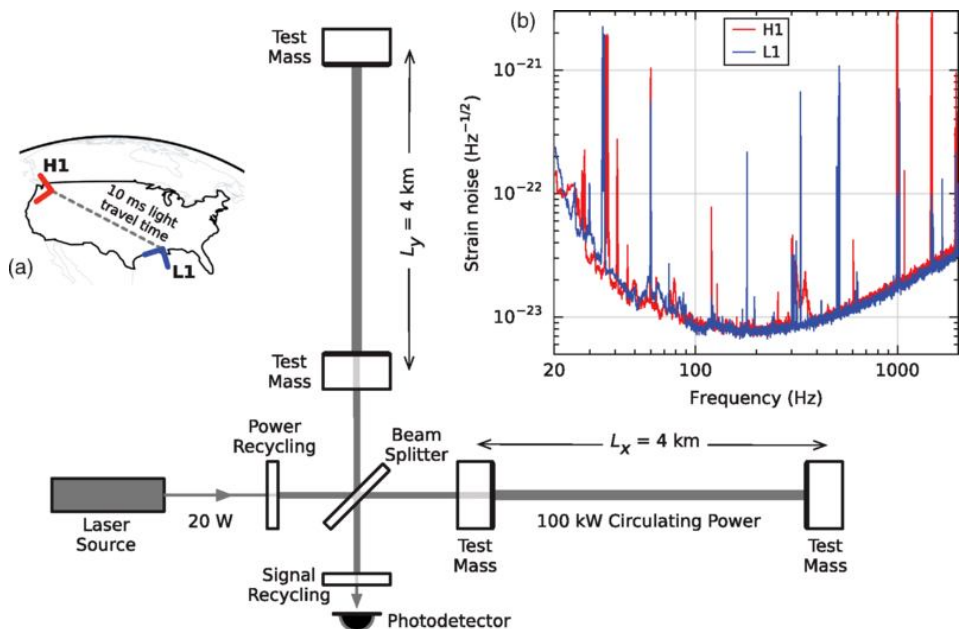 Test
Mass
L_y = 4 km
Test
Mass
(a)
H1
10 ms light
travel time
L1
(b)
H1
L1
Strain noise (Hz^{-1/2})
10^{-21}
10^{-22}
10^{-23}
20
100
1000
Frequency (Hz)
Power
Recycling
Beam
Splitter
L_x = 4 km
Laser
Source
20 W
100 kW Circulating Power
Test
Mass
Test
Mass
Signal
Recycling
Photodetector